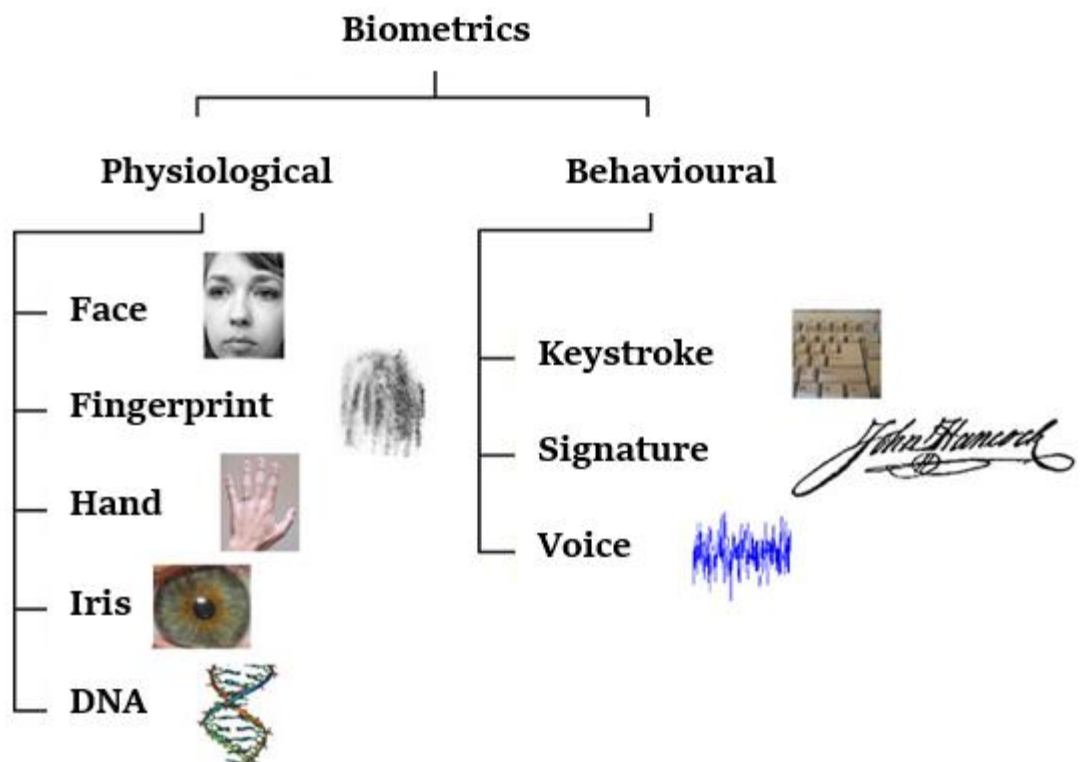 Biometrics
Physiological
Behavioural
Face
Fingerprint
Hand
Iris
DNA
Keystroke
Signature
John Hancock
Voice